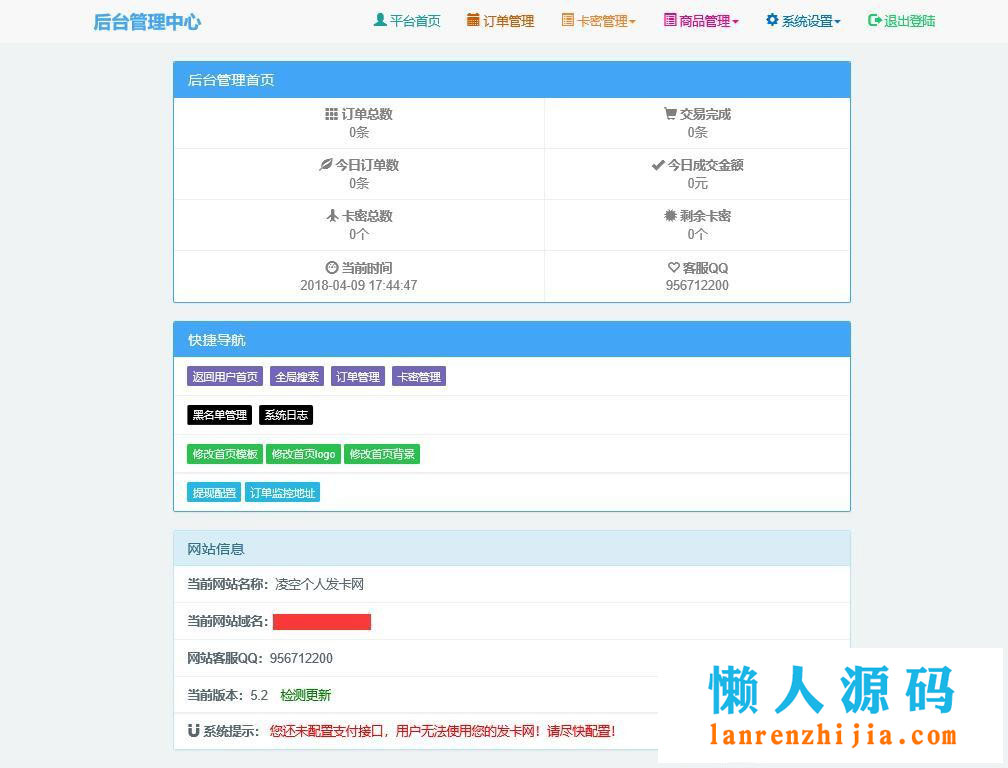 后台管理中心 平台首页 订单管理 卡密管理 商品管理 系统设置 退出登陆
后台管理首页
订单总数 交易完成
0条 0条
今日订单数 今日成交金额
0条 0元
卡密总数 剩余卡密
0个 0个
当前时间 客服QQ
2018-04-09 17:44:47 956712200
快捷导航
返回用户首页 全局搜索 订单管理 卡密管理
黑名单管理 系统日志
修改首页模板 修改首页logo 修改首页背景
提现配置 订单监控地址
网站信息
当前网站名称：凌空个人发卡网
当前网站域名：
网站客服QQ：956712200
当前版本：5.2 检测更新
系统提示：您还未配置支付接口，用户无法使用您的发卡网！请尽快配置！
懒人源码
lanrenzhijia.com